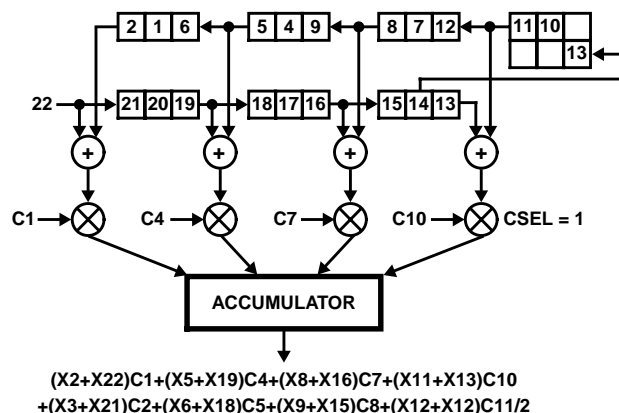 2 1 6 5 4 9 8 7 12 11 10
13
22 21 20 19 18 17 16 15 14 13
+ + + +
C1 C4 C7 C10 CSEL = 1
ACCUMULATOR
(X2+X22)C1+(X5+X19)C4+(X8+X16)C7+(X11+X13)C10
+(X3+X21)C2+(X6+X18)C5+(X9+X15)C8+(X12+X12)C11/2